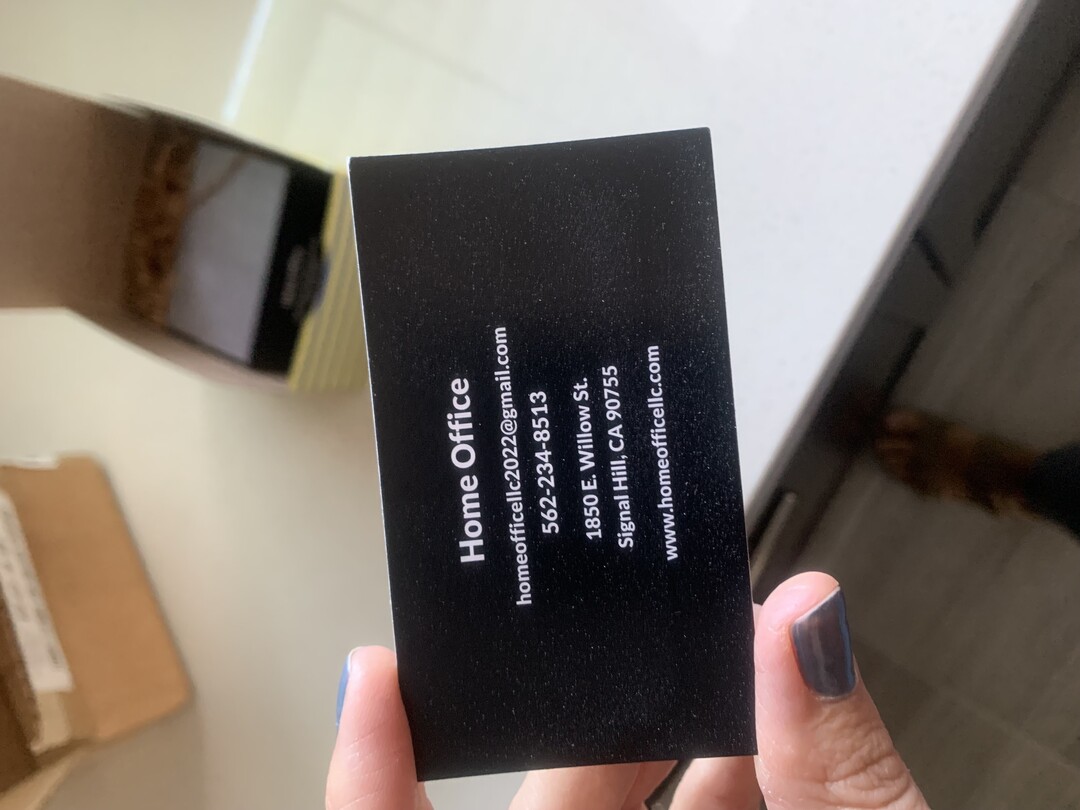 Home Office
homeofficellc2022@gmail.com
562-234-8513
1850 E. Willow St.
Signal Hill, CA 90755
www.homeofficellc.com